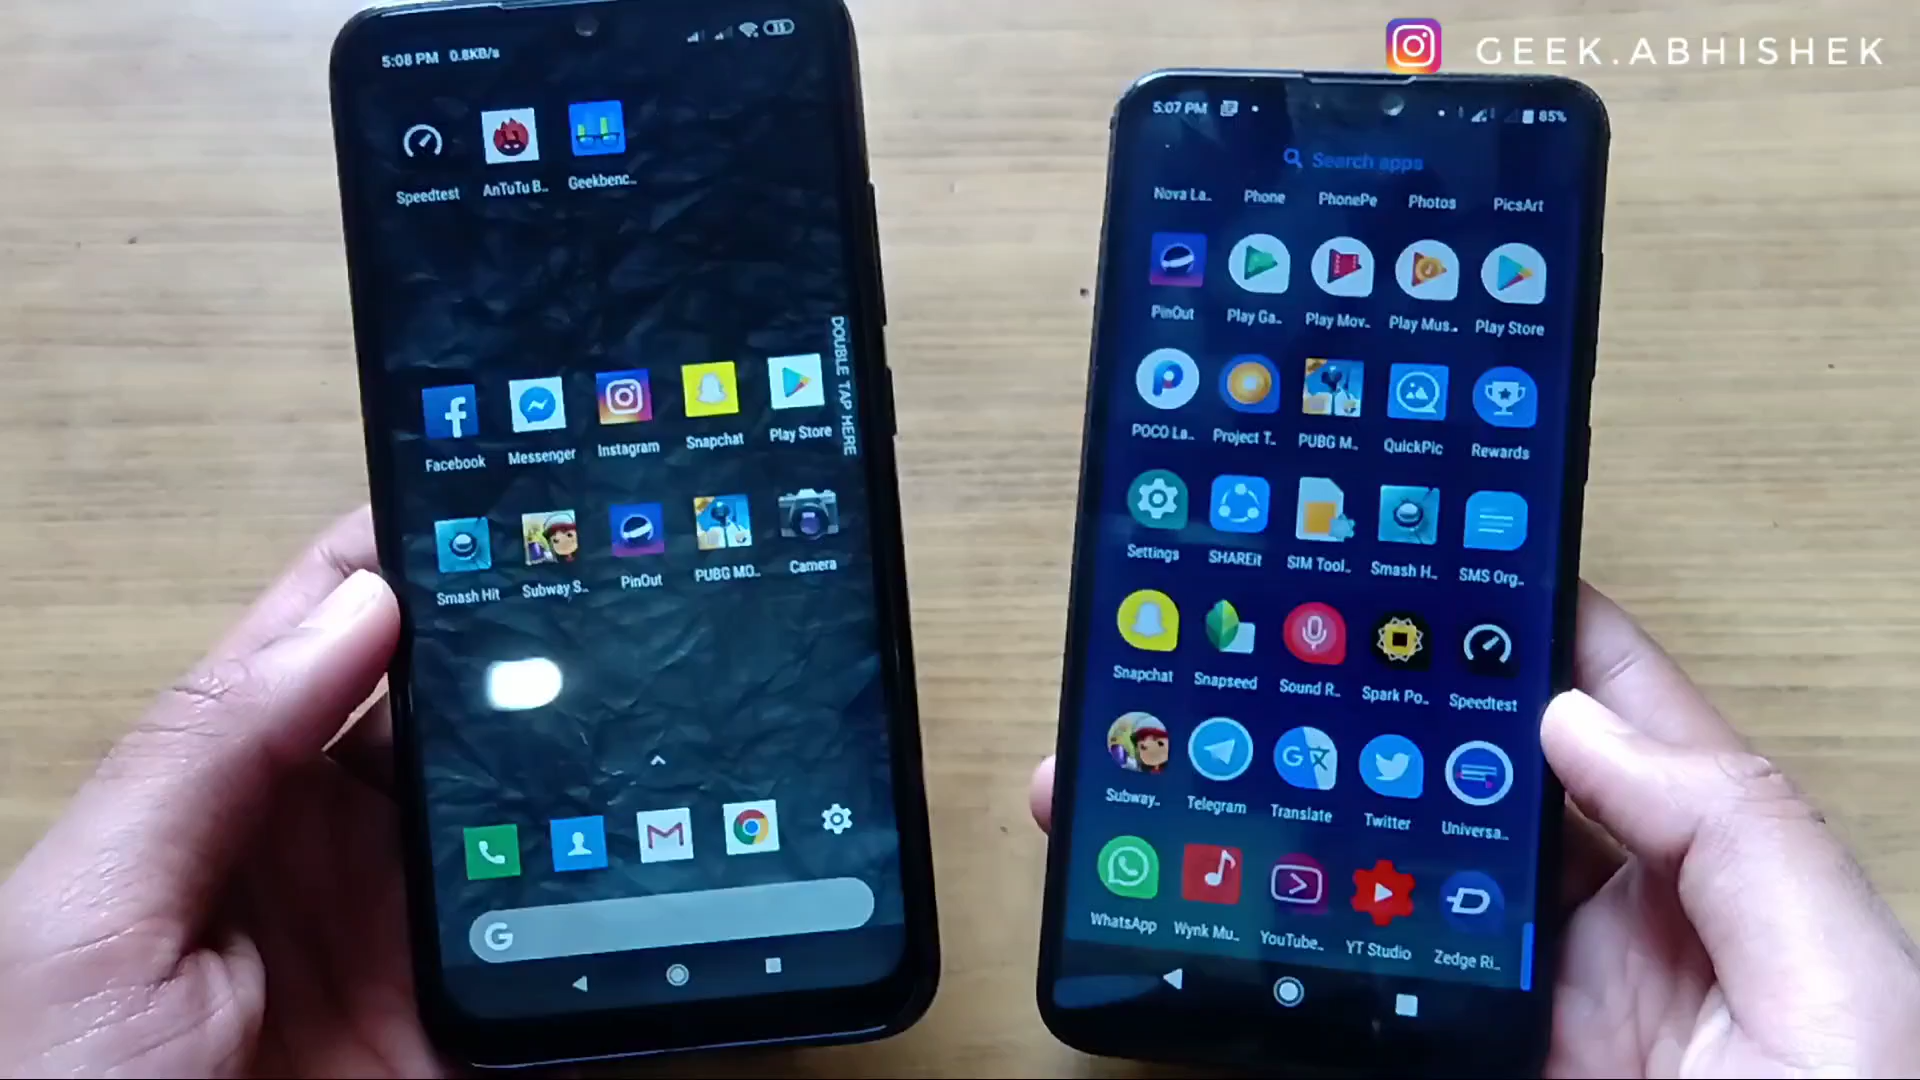 GEEK.ABHISHEK
5:08 PM 0.8KB/s
Speedtest AnTuTu B.. Geekbenc..
DOUBLE TAP HERE
Facebook Messenger Instagram Snapchat Play Store
Smash Hit Subway S.. PinOut PUBG MO.. Camera
G
5:07 PM 85%
Search apps
Nova La.. Phone PhonePe Photos PicsArt
PinOut Play Ga.. Play Mov.. Play Mus.. Play Store
POCO La.. Project T.. PUBG M.. QuickPic Rewards
Settings SHAREit SIM Tool.. Smash H.. SMS Org..
Snapchat Snapseed Sound R.. Spark Po.. Speedtest
Subway.. Telegram Translate Twitter Universa..
WhatsApp Wynk Mu.. YouTube.. YT Studio Zedge Ri..